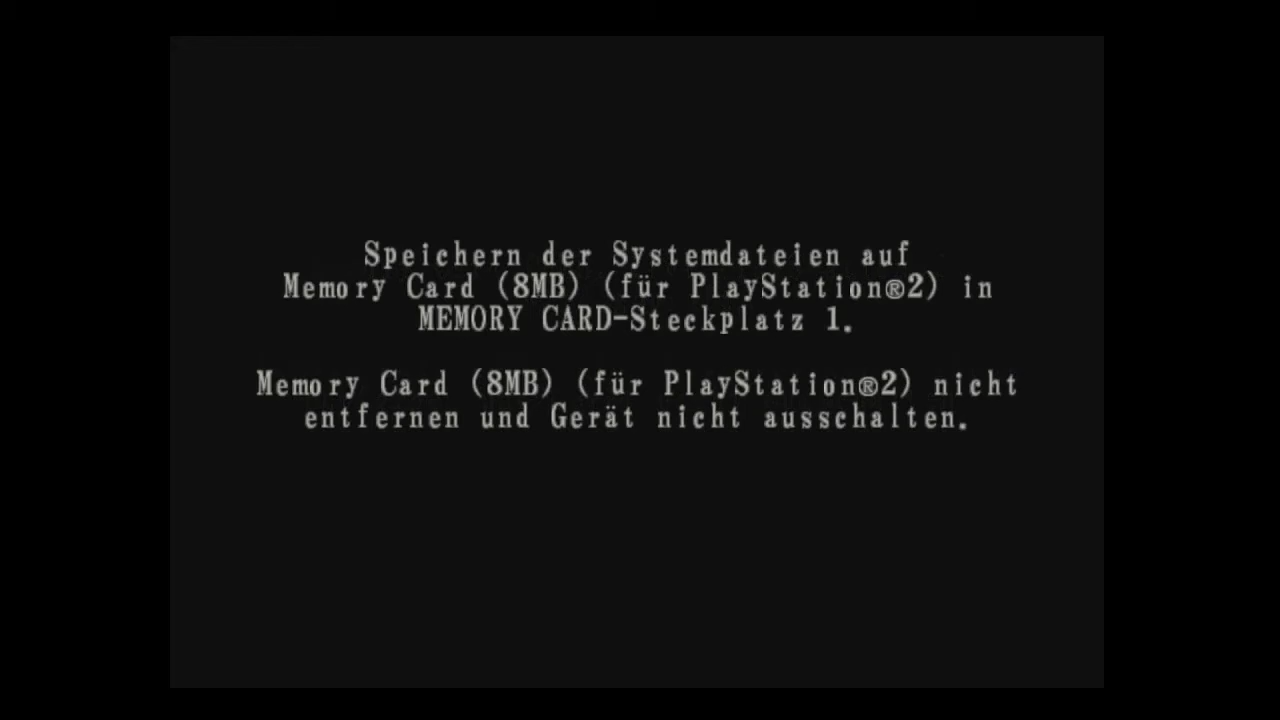 Speichern der Systemdateien auf
Memory Card (8MB) (für PlayStation®2) in
MEMORY CARD-Steckplatz 1.
Memory Card (8MB) (für PlayStation®2) nicht
entfernen und Gerät nicht ausschalten.